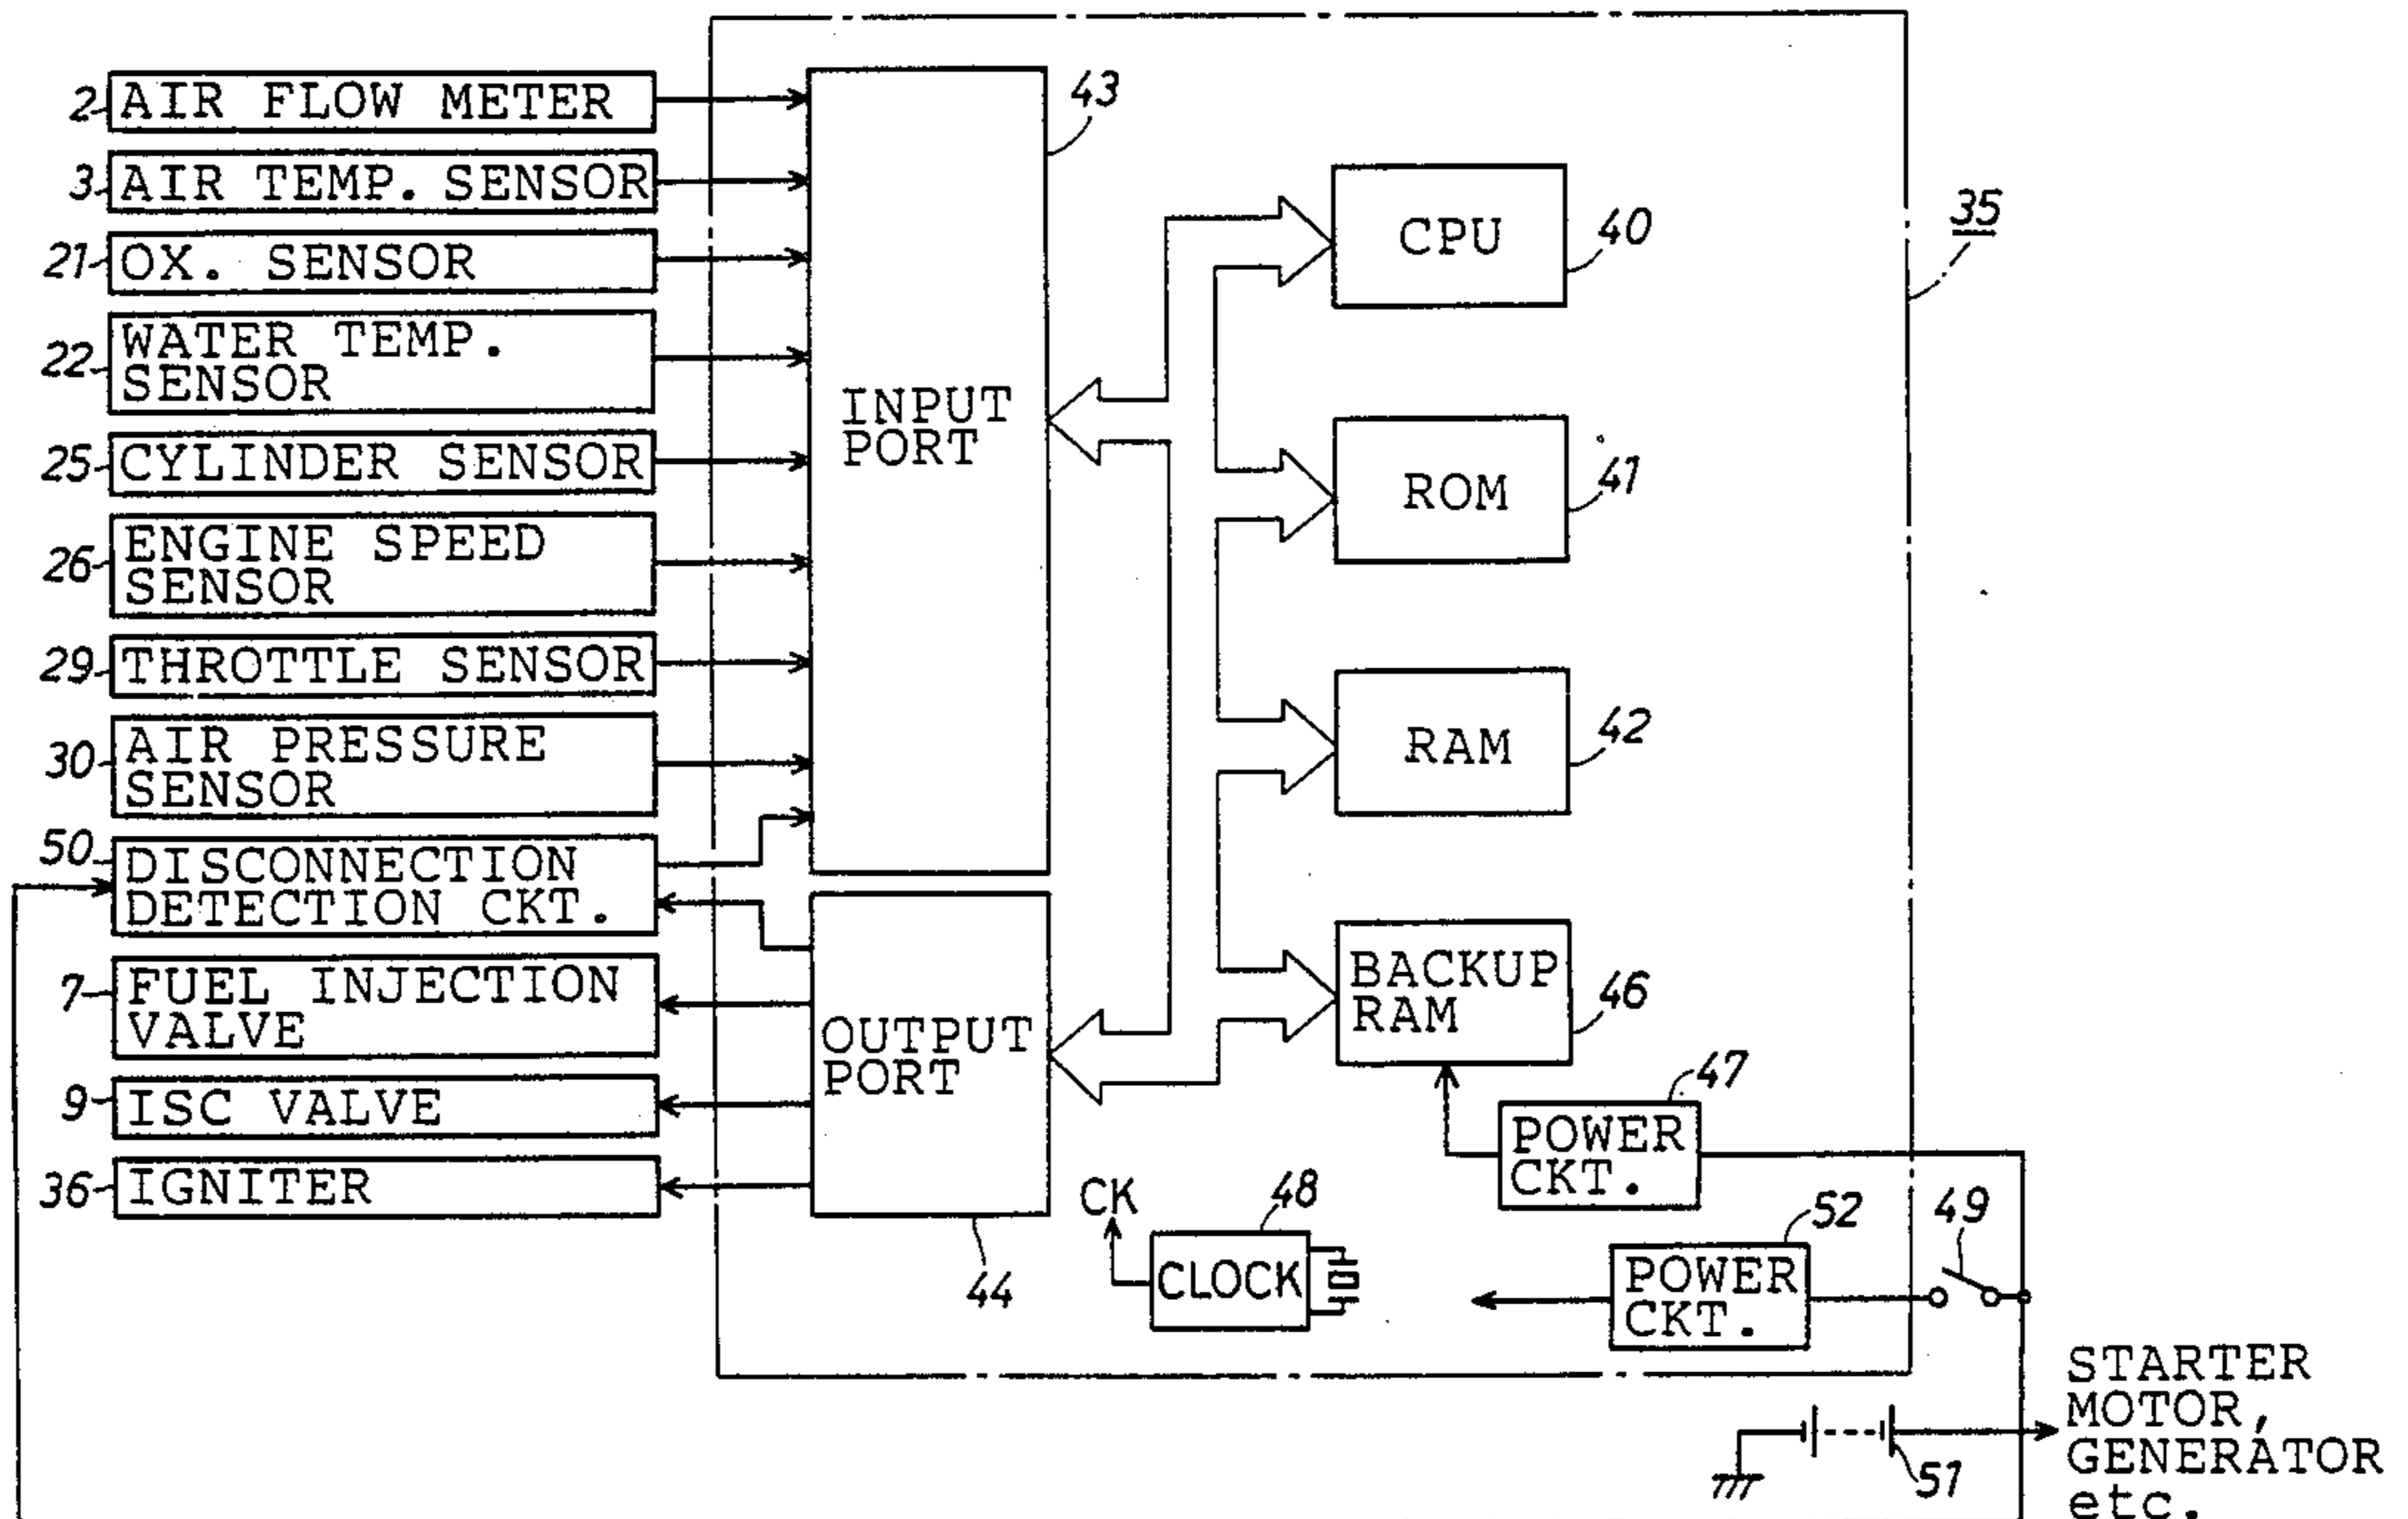 2 AIR FLOW METER
3 AIR TEMP. SENSOR
21 OX. SENSOR
22 WATER TEMP.
SENSOR
25 CYLINDER SENSOR
26 ENGINE SPEED
SENSOR
29 THROTTLE SENSOR
30 AIR PRESSURE
SENSOR
50 DISCONNECTION
DETECTION CKT.
7 FUEL INJECTION
VALVE
9 ISC VALVE
36 IGNITER
INPUT
PORT
43
OUTPUT
PORT
44
CPU
40
ROM
41
RAM
42
BACKUP
RAM
46
35
POWER
CKT.
47
CK
CLOCK
48
POWER
CKT.
52
49
51
STARTER
MOTOR,
GENERATOR
etc.